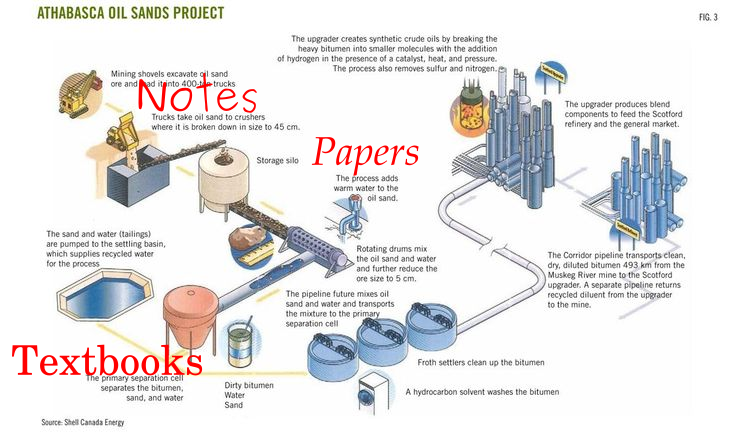 ATHABASCA OIL SANDS PROJECT
FIG. 3
The upgrader creates synthetic crude oils by breaking the
heavy bitumen into smaller molecules with the addition
of hydrogen in the presence of a catalyst, heat, and pressure.
The process also removes sulfur and nitrogen.
Mining shovels excavate oil sand
ore and load it into 400-ton trucks
Notes
Trucks take oil sand to crushers
where it is broken down in size to 45 cm.
The upgrader produces blend
components to feed the Scotford
refinery and the general market.
Storage silo
Papers
The process adds
warm water to the
oil sand.
The sand and water (tailings)
are pumped to the settling basin,
which supplies recycled water
for the process
Rotating drums mix
the oil sand and water
and further reduce the
ore size to 5 cm.
The Corridor pipeline transports clean,
dry, diluted bitumen 493 km from the
Muskeg River mine to the Scotford
upgrader. A separate pipeline returns
recycled diluent from the upgrader
to the mine.
The pipeline future mixes oil
sand and water and transports
the mixture to the primary
separation cell
Textbooks
The primary separation cell
separates the bitumen,
sand, and water
Dirty bitumen
Water
Sand
Froth settlers clean up the bitumen
A hydrocarbon solvent washes the bitumen
Source: Shell Canada Energy